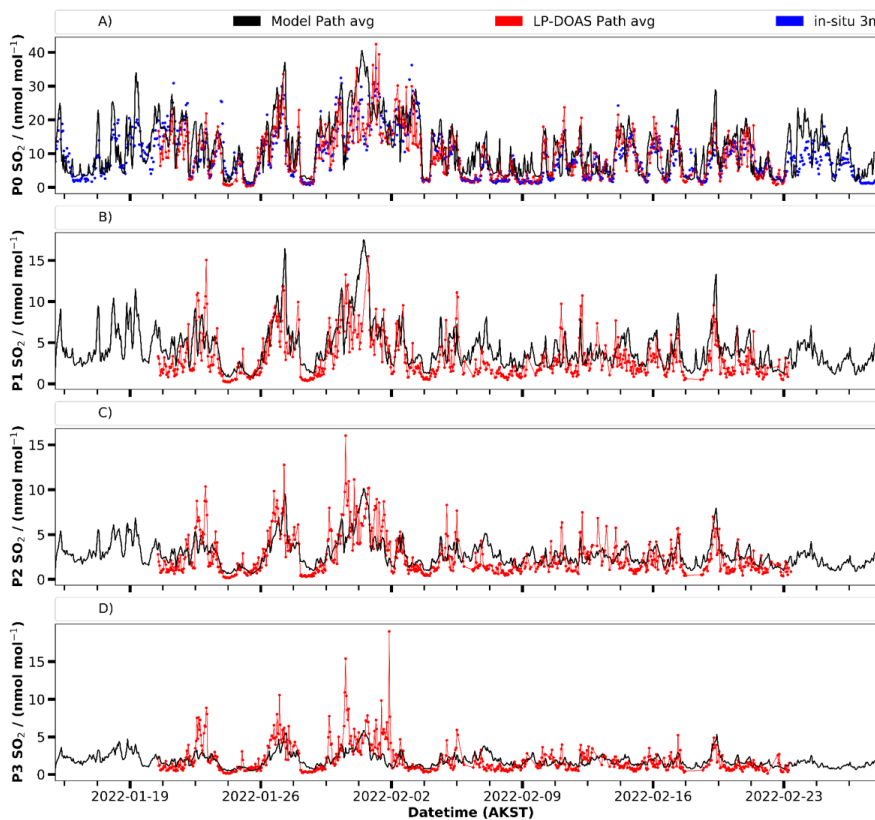 A) Model Path avg LP-DOAS Path avg in-situ 3m
P0 SO₂ / (nmol mol⁻¹)
40
30
20
10
0
B)
P1 SO₂ / (nmol mol⁻¹)
15
10
5
0
C)
P2 SO₂ / (nmol mol⁻¹)
15
10
5
0
D)
P3 SO₂ / (nmol mol⁻¹)
15
10
5
0
2022-01-19 2022-01-26 2022-02-02 2022-02-09 2022-02-16 2022-02-23
Datetime (AKST)